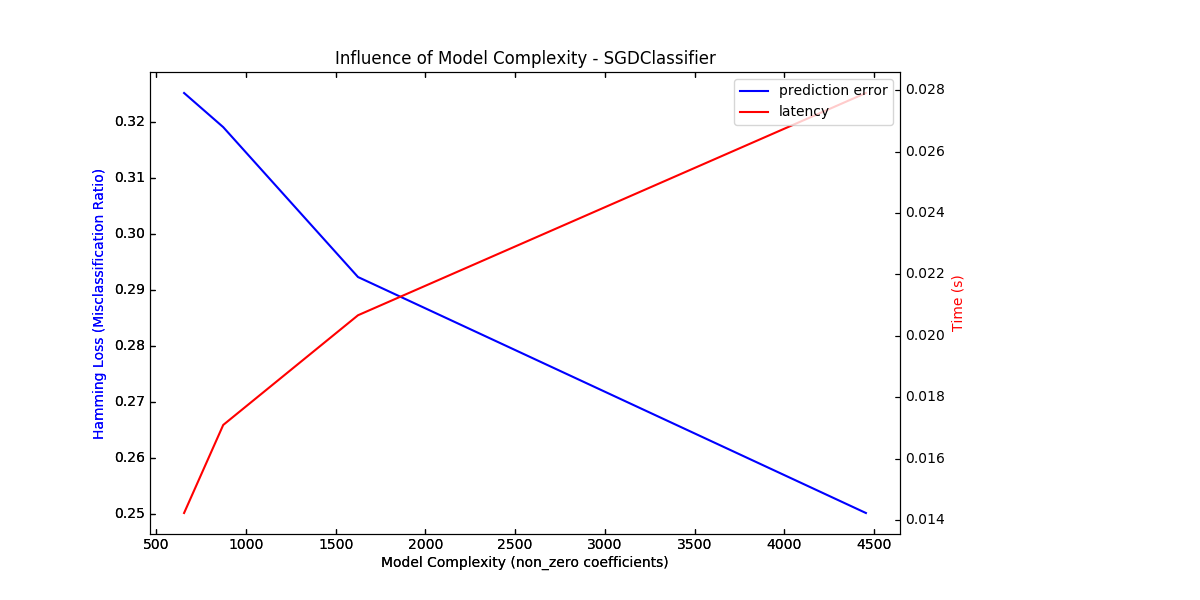 Influence of Model Complexity - SGDClassifier
prediction error
latency
0.32
0.31
0.30
0.29
0.28
0.27
0.26
0.25
Hamming Loss (Misclassification Ratio)
0.028
0.026
0.024
0.022
0.020
0.018
0.016
0.014
Time (s)
500 1000 1500 2000 2500 3000 3500 4000 4500
Model Complexity (non_zero coefficients)